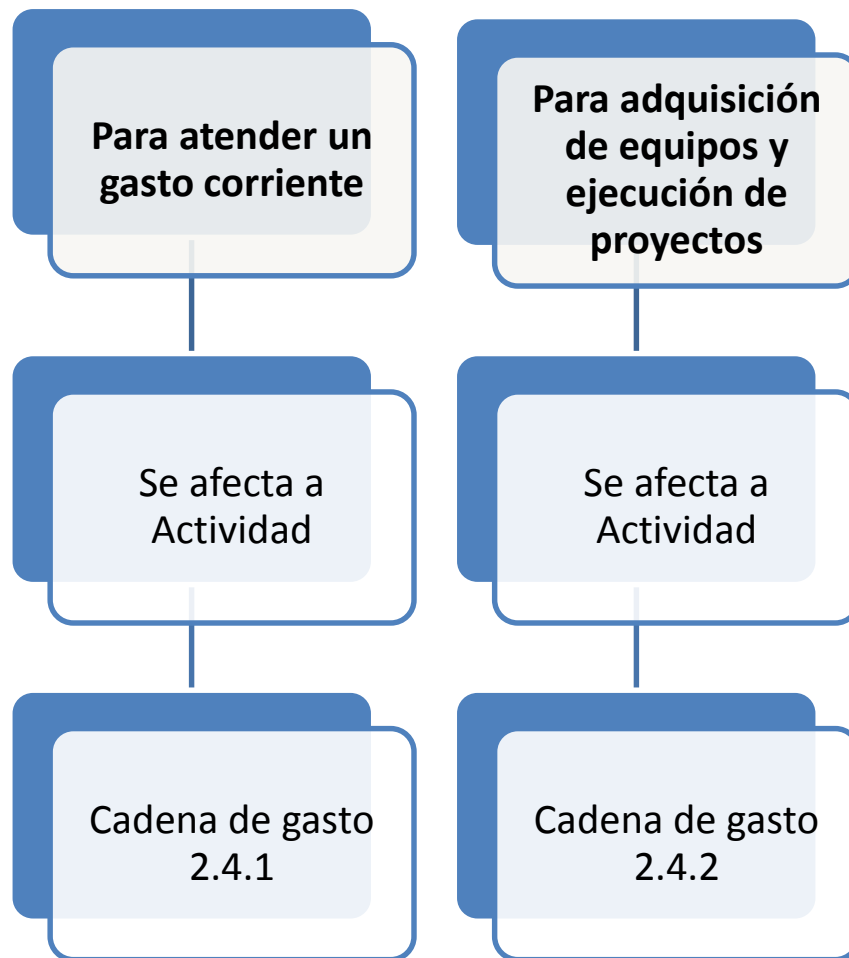 Para atender un
gasto corriente
Se afecta a
Actividad
Cadena de gasto
2.4.1
Para adquisición
de equipos y
ejecución de
proyectos
Se afecta a
Actividad
Cadena de gasto
2.4.2